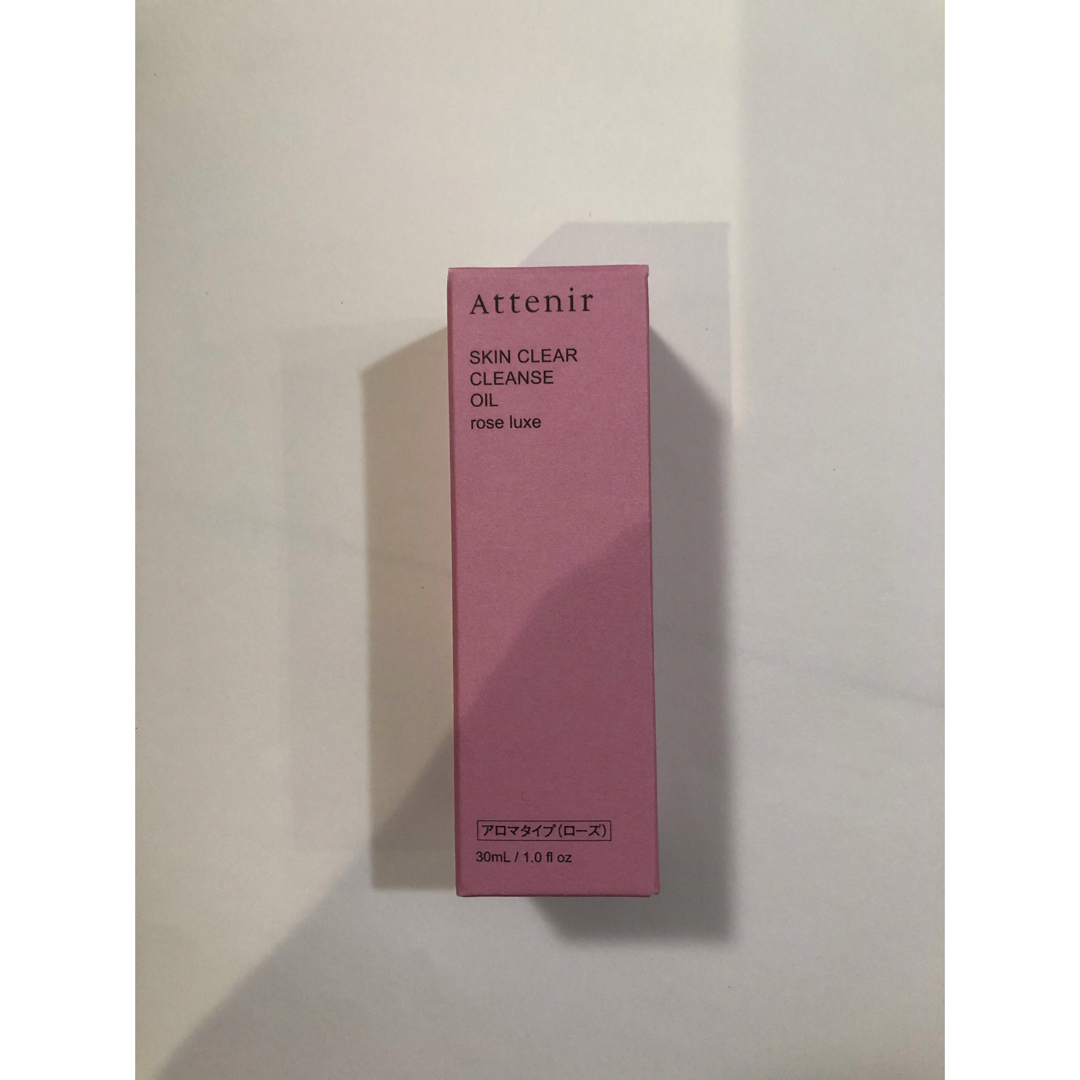 Attenir
SKIN CLEAR
CLEANSE
OIL
rose luxe
アロマタイプ(ローズ)
30mL / 1.0 fl oz